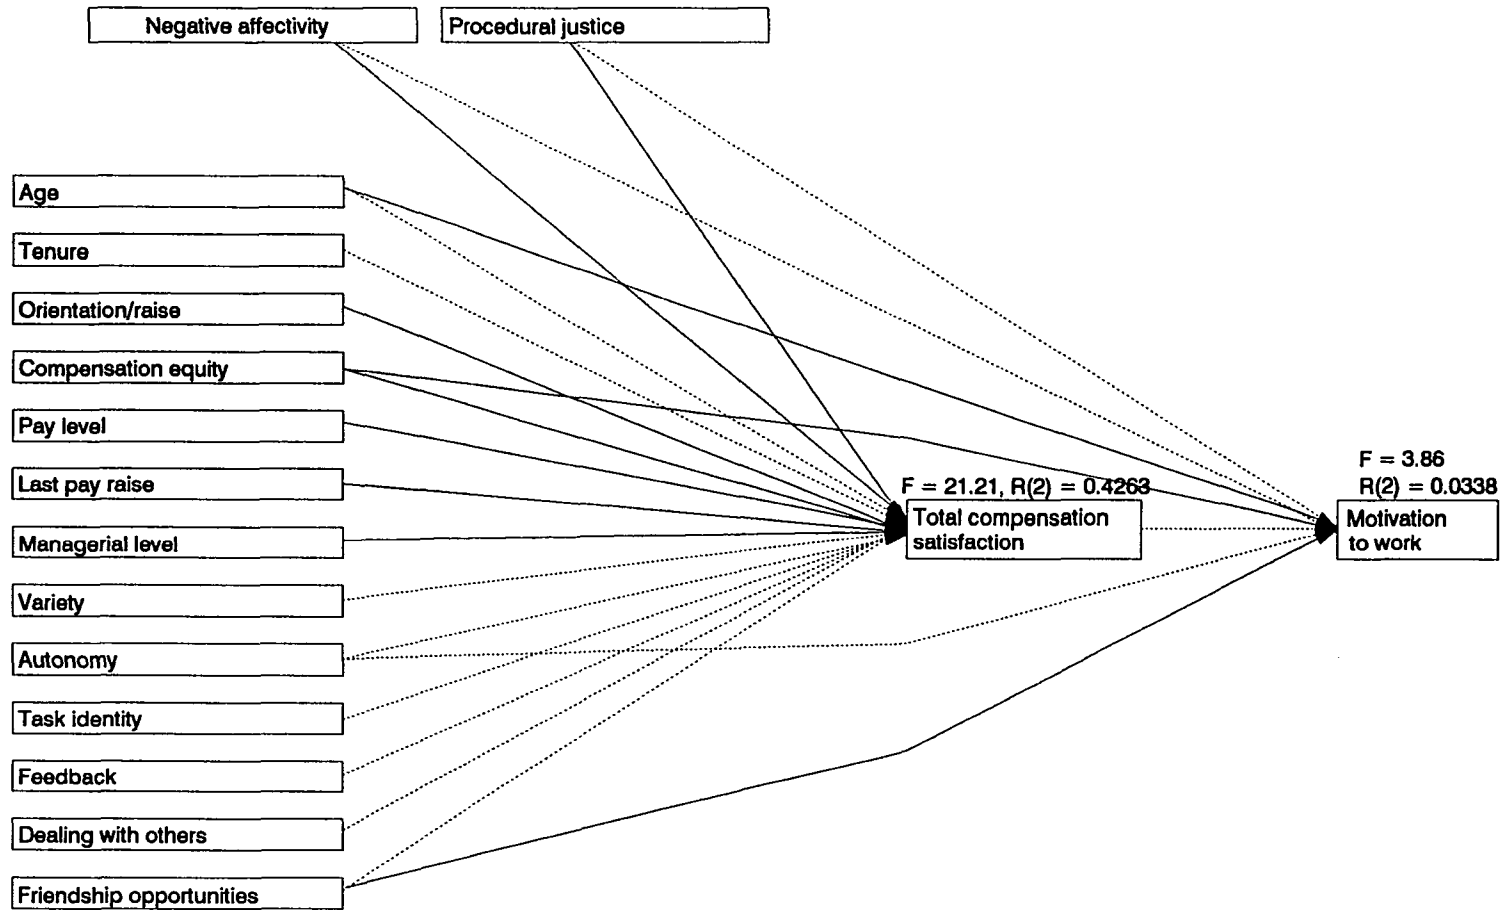 Negative affectivity
Procedural justice
Age
Tenure
Orientation/raise
Compensation equity
Pay level
Last pay raise
Managerial level
Variety
Autonomy
Task identity
Feedback
Dealing with others
Friendship opportunities
F = 21.21, R(2) = 0.4263
Total compensation
satisfaction
F = 3.86
R(2) = 0.0338
Motivation
to work